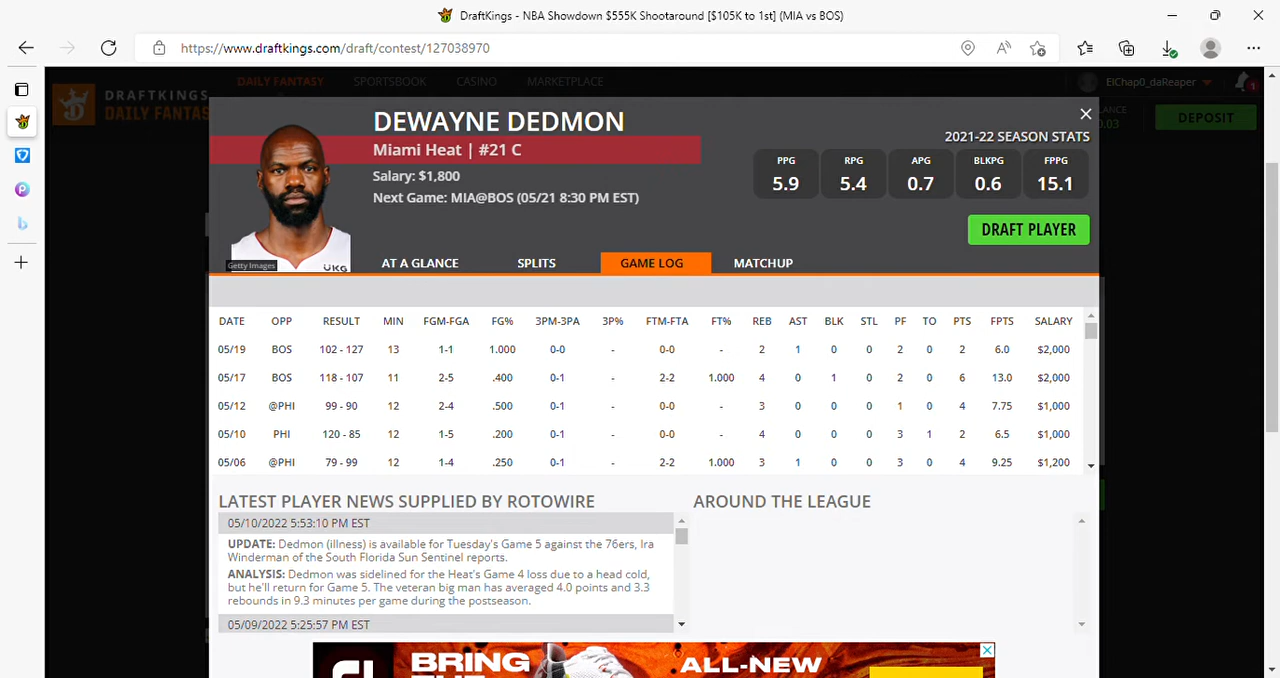 DraftKings - NBA Showdown $555K Shootaround [$105K to 1st] (MIA vs BOS)
https://www.draftkings.com/draft/contest/127038970
DAILY FANTASY SPORTSBOOK CASINO MARKETPLACE
ElChap0_daReaper
1
DRAFTKINGS
DAILY FANTAS
LANCE
0.03
DEPOSIT
DEWAYNE DEDMON
Miami Heat | #21 C
Salary: $1,800
Next Game: MIA@BOS (05/21 8:30 PM EST)
Getty Images
UKG
2021-22 SEASON STATS
PPG RPG APG BLKPG FPPG
5.9 5.4 0.7 0.6 15.1
DRAFT PLAYER
AT A GLANCE SPLITS GAME LOG MATCHUP
DATE OPP RESULT MIN FGM-FGA FG% 3PM-3PA 3P% FTM-FTA FT% REB AST BLK STL PF TO PTS FPTS SALARY
05/19 BOS 102 - 127 13 1-1 1.000 0-0 - 0-0 - 2 1 0 0 2 0 2 6.0 $2,000
05/17 BOS 118 - 107 11 2-5 .400 0-1 - 2-2 1.000 4 0 1 0 2 0 6 13.0 $2,000
05/12 @PHI 99 - 90 12 2-4 .500 0-1 - 0-0 - 3 0 0 0 1 0 4 7.75 $1,000
05/10 PHI 120 - 85 12 1-5 .200 0-1 - 0-0 - 4 0 0 0 3 1 2 6.5 $1,000
05/06 @PHI 79 - 99 12 1-4 .250 0-1 - 2-2 1.000 3 1 0 0 3 0 4 9.25 $1,200
LATEST PLAYER NEWS SUPPLIED BY ROTOWIRE
05/10/2022 5:53:10 PM EST
UPDATE: Dedmon (illness) is available for Tuesday's Game 5 against the 76ers, Ira
Winderman of the South Florida Sun Sentinel reports.
ANALYSIS: Dedmon was sidelined for the Heat's Game 4 loss due to a head cold,
but he'll return for Game 5. The veteran big man has averaged 4.0 points and 3.3
rebounds in 9.3 minutes per game during the postseason.
05/09/2022 5:25:57 PM EST
AROUND THE LEAGUE
BRING
ALL-NEW